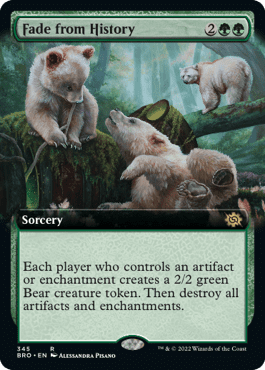 Fade from History 2
Sorcery
Each player who controls an artifact
or enchantment creates a 2/2 green
Bear creature token. Then destroy all
artifacts and enchantments.
345 R
BRO • EN Alessandra Pisano ™ & © 2022 Wizards of the Coast